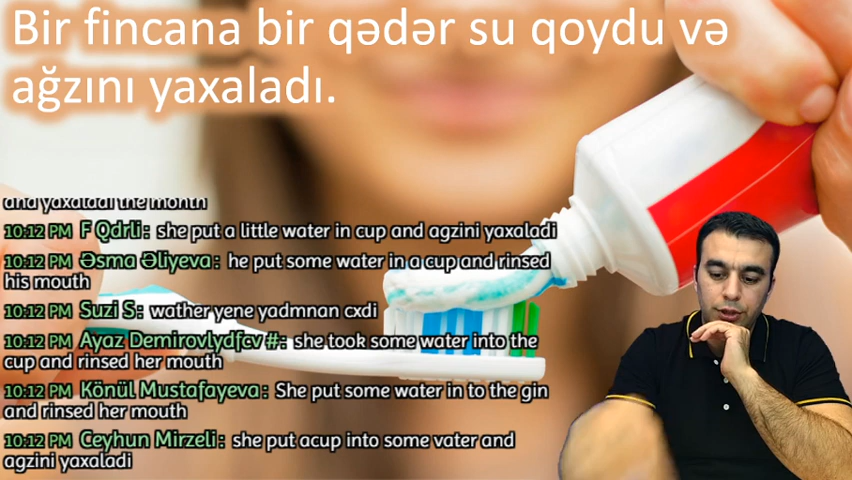 Bir fincana bir qədər su qoydu və
ağzını yaxaladı.
and yaxaladi the month
10:12 PM F Qdrli: she put a little water in cup and agzini yaxaladi
10:12 PM Əsma Əliyeva: he put some water in a cup and rinsed
his mouth
10:12 PM Suzi S: wather yene yadmnan cxdi
10:12 PM Ayaz Demirovlydfcv #: she took some water into the
cup and rinsed her mouth
10:12 PM Könül Mustafayeva: She put some water in to the gin
and rinsed her mouth
10:12 PM Ceyhun Mirzeli: she put acup into some vater and
agzini yaxaladi